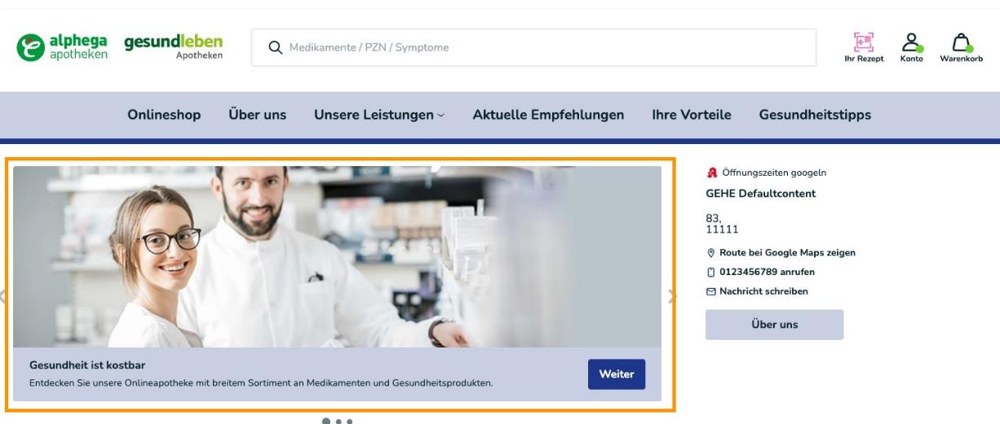 alphega
apotheken
gesundleben
Apotheken
Medikamente / PZN / Symptome
Ihr Rezept
Konto
Warenkorb
Onlineshop
Über uns
Unsere Leistungen
Aktuelle Empfehlungen
Ihre Vorteile
Gesundheitstipps
Öffnungszeiten googeln
GEHE Defaultcontent
83,
11111
Route bei Google Maps zeigen
0123456789 anrufen
Nachricht schreiben
Über uns
Gesundheit ist kostbar
Entdecken Sie unsere Onlineapotheke mit breitem Sortiment an Medikamenten und Gesundheitsprodukten.
Weiter